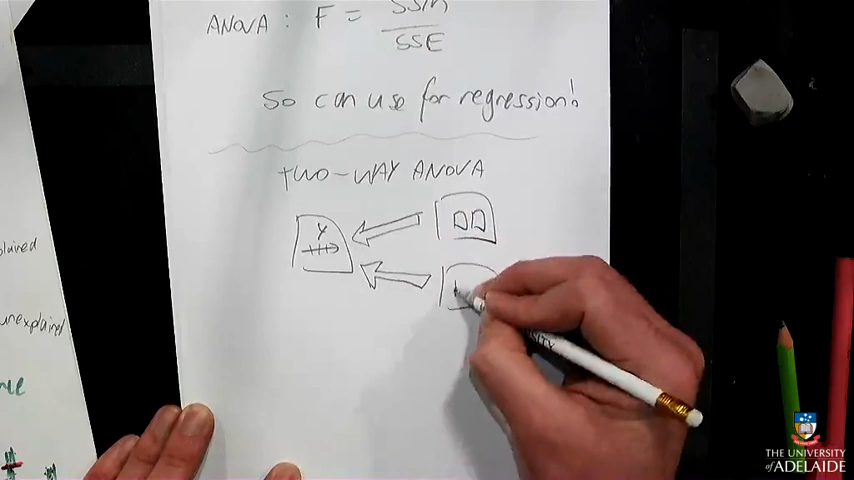 ANOVA : F = SSM
SSE
So can use for regression!
TWO-WAY ANOVA
Y
plained
unexplained
THE UNIVERSITY
of ADELAIDE